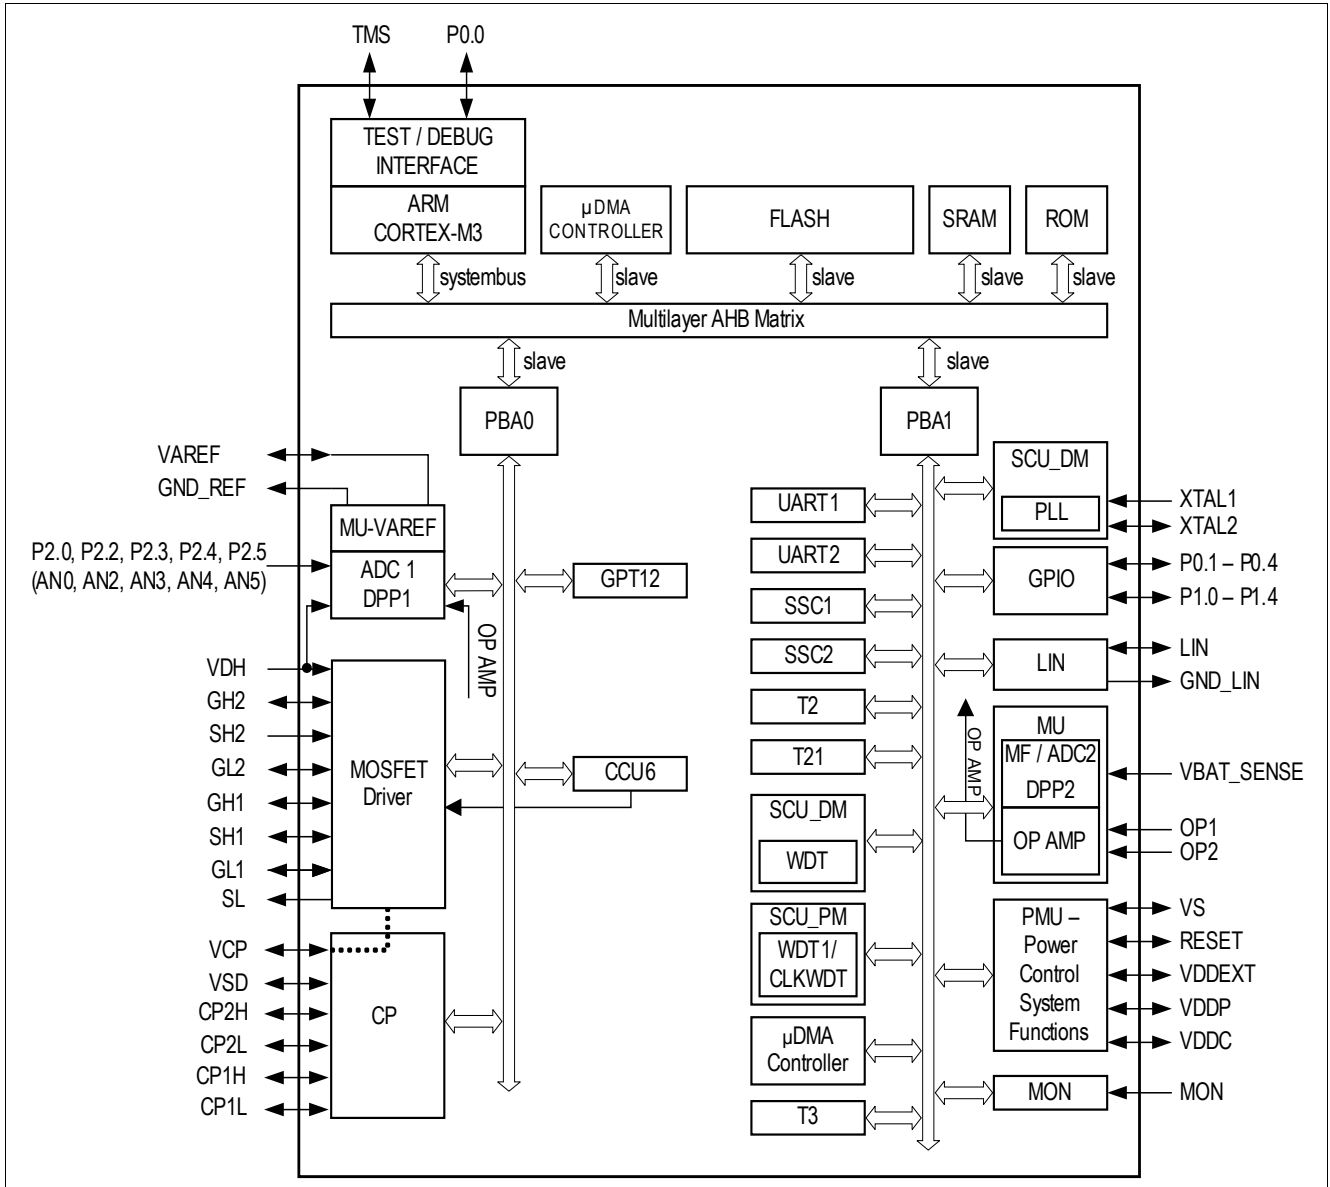 TMS
P0.0
TEST / DEBUG
INTERFACE
ARM
CORTEX-M3
µDMA
CONTROLLER
FLASH
SRAM
ROM
systembus
slave
slave
slave
slave
Multilayer AHB Matrix
slave
slave
PBA0
PBA1
VAREF
GND_REF
MU-VAREF
P2.0, P2.2, P2.3, P2.4, P2.5
(AN0, AN2, AN3, AN4, AN5)
ADC 1
DPP1
GPT12
OP AMP
VDH
GH2
SH2
GL2
GH1
SH1
GL1
SL
MOSFET
Driver
CCU6
VCP
VSD
CP2H
CP2L
CP1H
CP1L
CP
UART1
UART2
SSC1
SSC2
T2
T21
SCU_DM
WDT
SCU_PM
WDT1/
CLKWDT
µDMA
Controller
T3
SCU_DM
PLL
XTAL1
XTAL2
GPIO
P0.1 – P0.4
P1.0 – P1.4
LIN
LIN
GND_LIN
OP AMP
MU
MF / ADC2
DPP2
OP AMP
VBAT_SENSE
OP1
OP2
PMU –
Power
Control
System
Functions
VS
RESET
VDDEXT
VDDP
VDDC
MON
MON